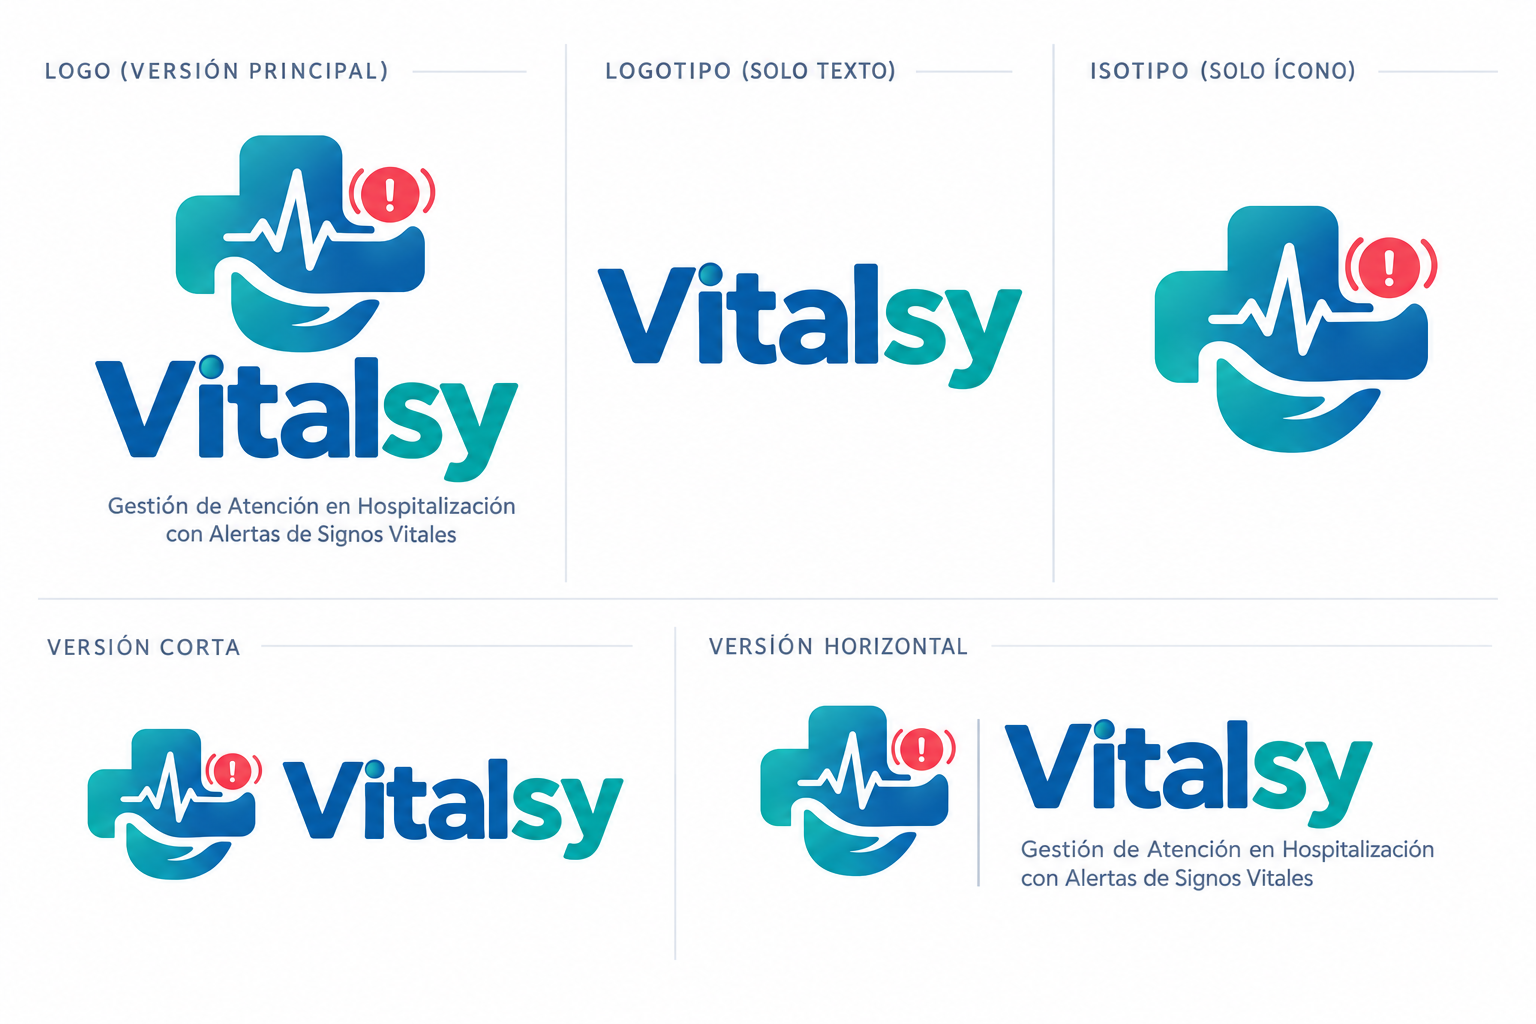 LOGO (VERSIÓN PRINCIPAL)
!
Vitalsy
Gestión de Atención en Hospitalización
con Alertas de Signos Vitales
LOGOTIPO (SOLO TEXTO)
Vitalsy
ISOTIPO (SOLO ÍCONO)
!
VERSIÓN CORTA
!
Vitalsy
VERSIÓN HORIZONTAL
!
Vitalsy
Gestión de Atención en Hospitalización
con Alertas de Signos Vitales